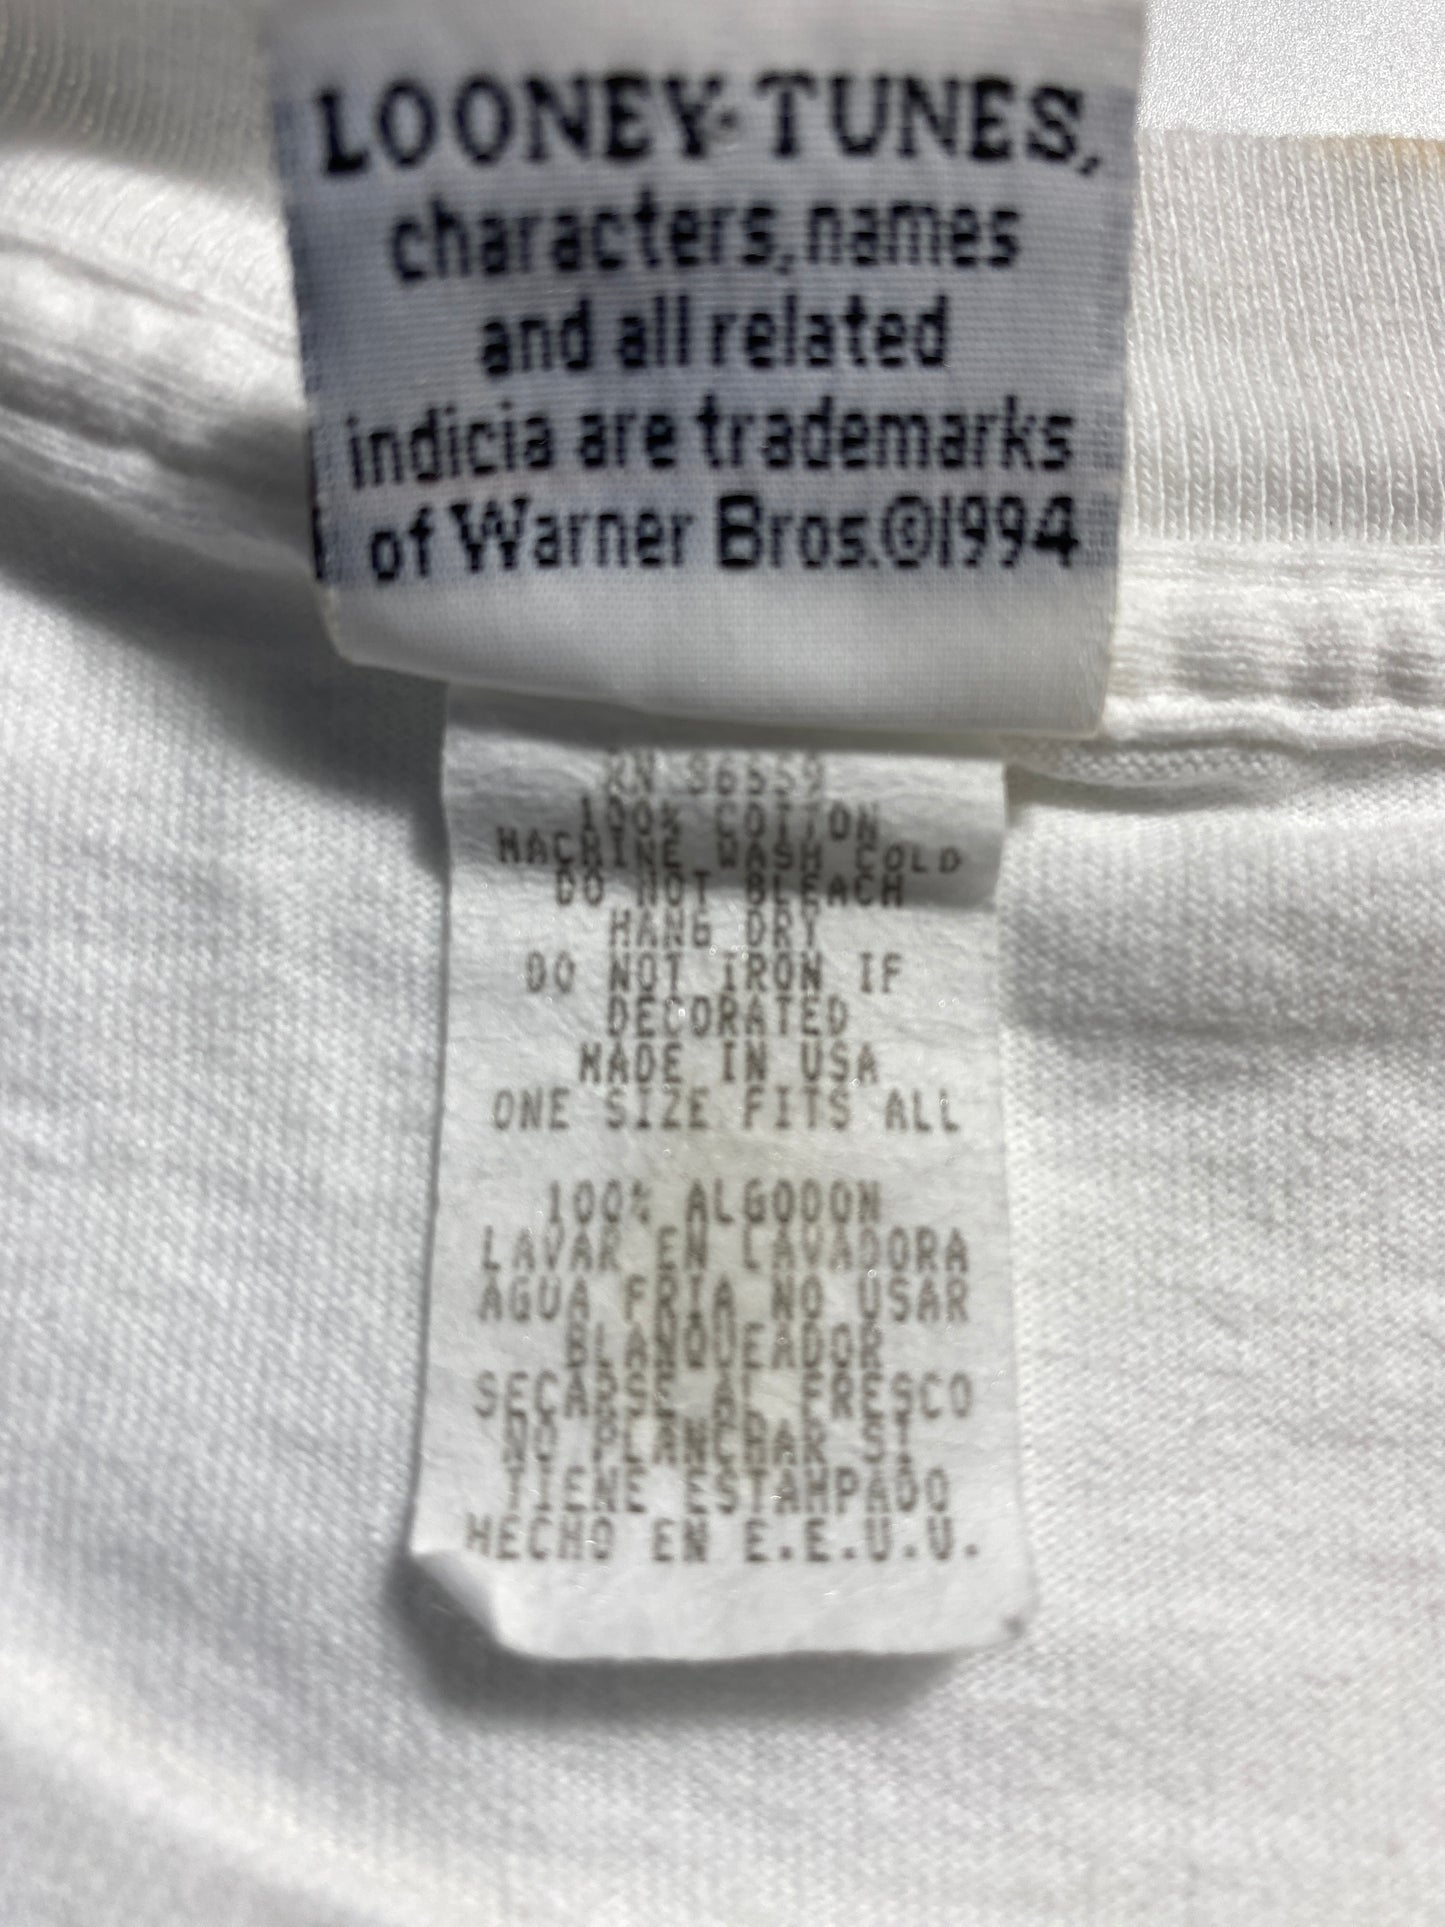 LOONEY TUNES,
characters, names
and all related
indicia are trademarks
of Warner Bros.©1994
RN 36559
100% COTTON
MACHINE WASH COLD
DO NOT BLEACH
HANG DRY
DO NOT IRON IF
DECORATED
MADE IN USA
ONE SIZE FITS ALL
100% ALGODON
LAVAR EN LAVADORA
AGUA FRIA NO USAR
BLANQUEADOR
SECARSE AL FRESCO
NO PLANCHAR SI
TIENE ESTAMPADO
HECHO EN E.E.U.U.